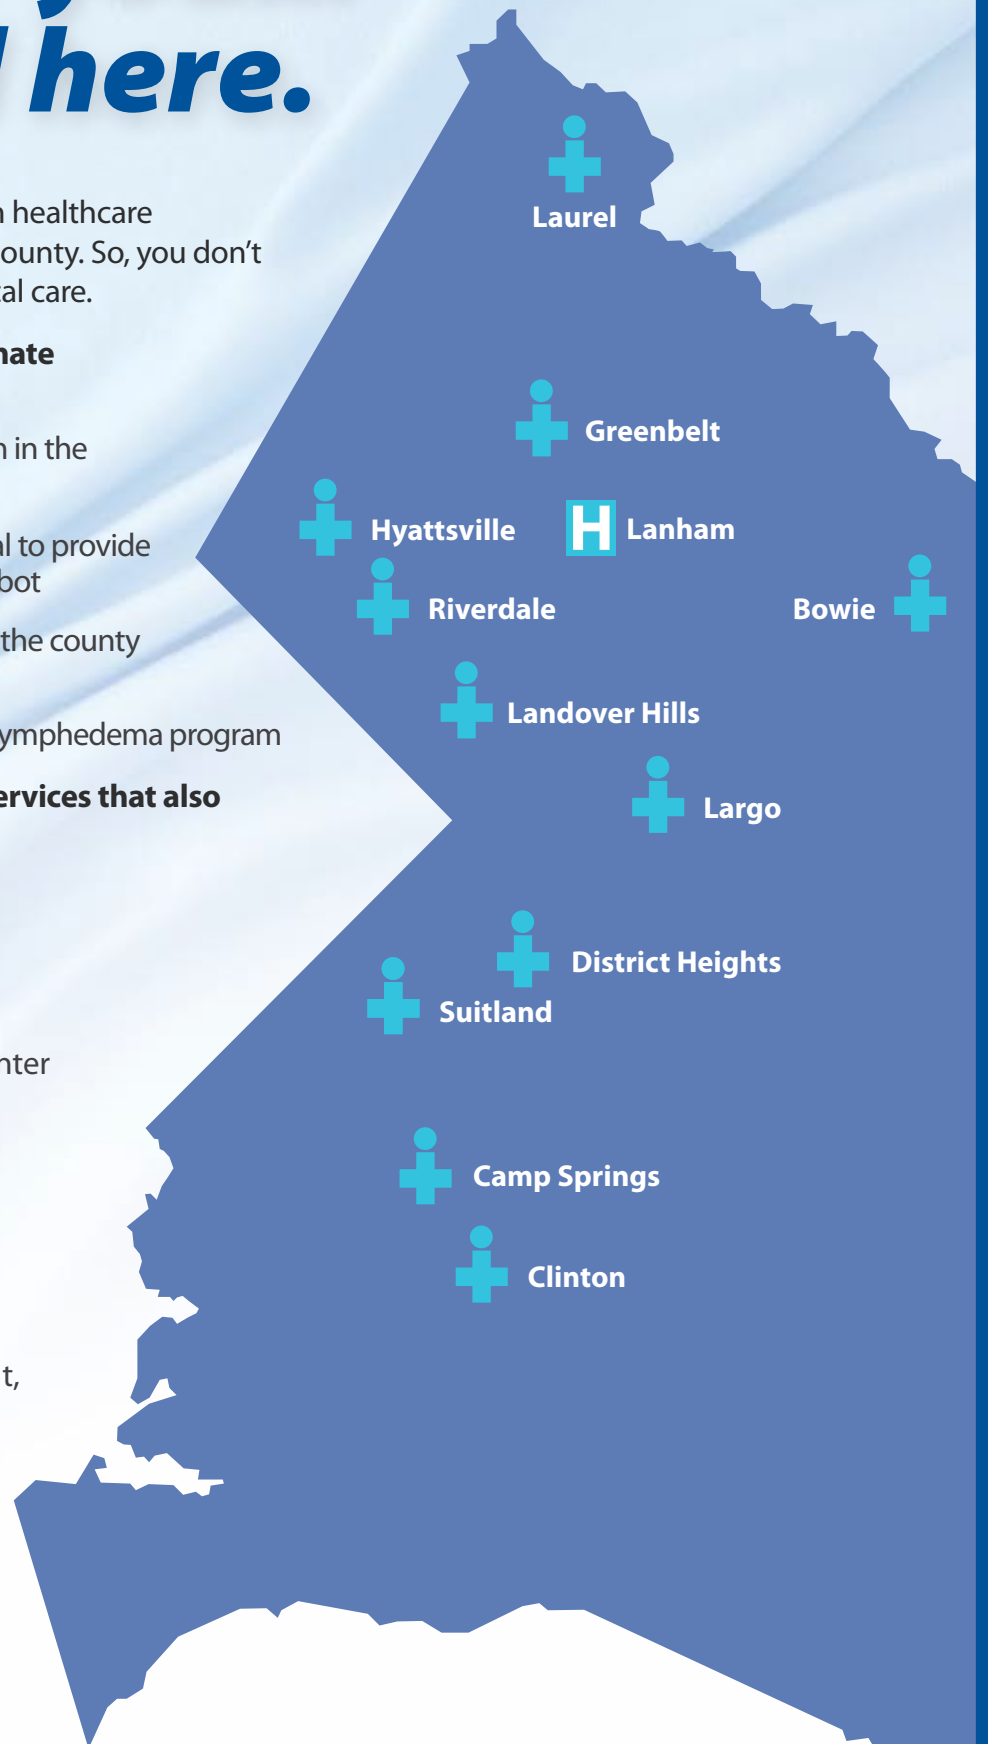 here.
healthcare
ounty. So, you don't
al care.
nate
n in the
al to provide
bot
the county
ymphedema program
ervices that also
nter
t,
Laurel
Greenbelt
Hyattsville
H Lanham
Riverdale
Bowie
Landover Hills
Largo
District Heights
Suitland
Camp Springs
Clinton